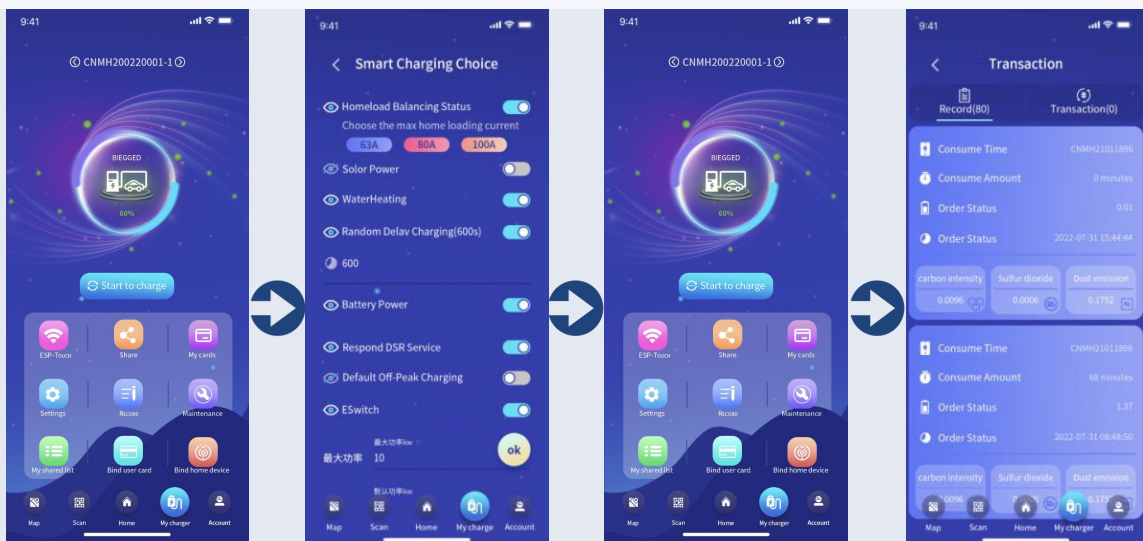 9:41
CNMH200220001-1
BIEGGED
60%
Start to charge
ESP-Touch
Share
My cards
Settings
Record
Maintenance
My shared list
Bind user card
Bind home device
Map
Scan
Home
My charger
Account
9:41
Smart Charging Choice
Homeload Balancing Status
Choose the max home loading current
63A 80A 100A
Solor Power
WaterHeating
Random Delav Charging(600s)
600
Battery Power
Respond DSR Service
Default Off-Peak Charging
ESwitch
最大功率kw
最大功率 10
ok
默认功率kw
Map
Scan
Home
My charge
Account
9:41
CNMH200220001-1
BIEGGED
60%
Start to charge
ESP-Touch
Share
My cards
Settings
Record
Maintenance
My shared list
Bind user card
Bind home device
Map
Scan
Home
My charger
Account
9:41
Transaction
Record(80)
Transaction(0)
Consume Time CNMH21011896
Consume Amount 0 minutes
Order Status 0.01
Order Status 2022-07-31 15:44:44
carbon intensity Sulfur dioxide Dust emission
0.0096 0.0006 0.1752
Consume Time CNMH21011896
Consume Amount 68 minutes
Order Status 1.37
Order Status 2022-07-31 08:48:50
carbon intensity Sulfur dioxide Dust emission
Map
Scan
Home
My charger
Account